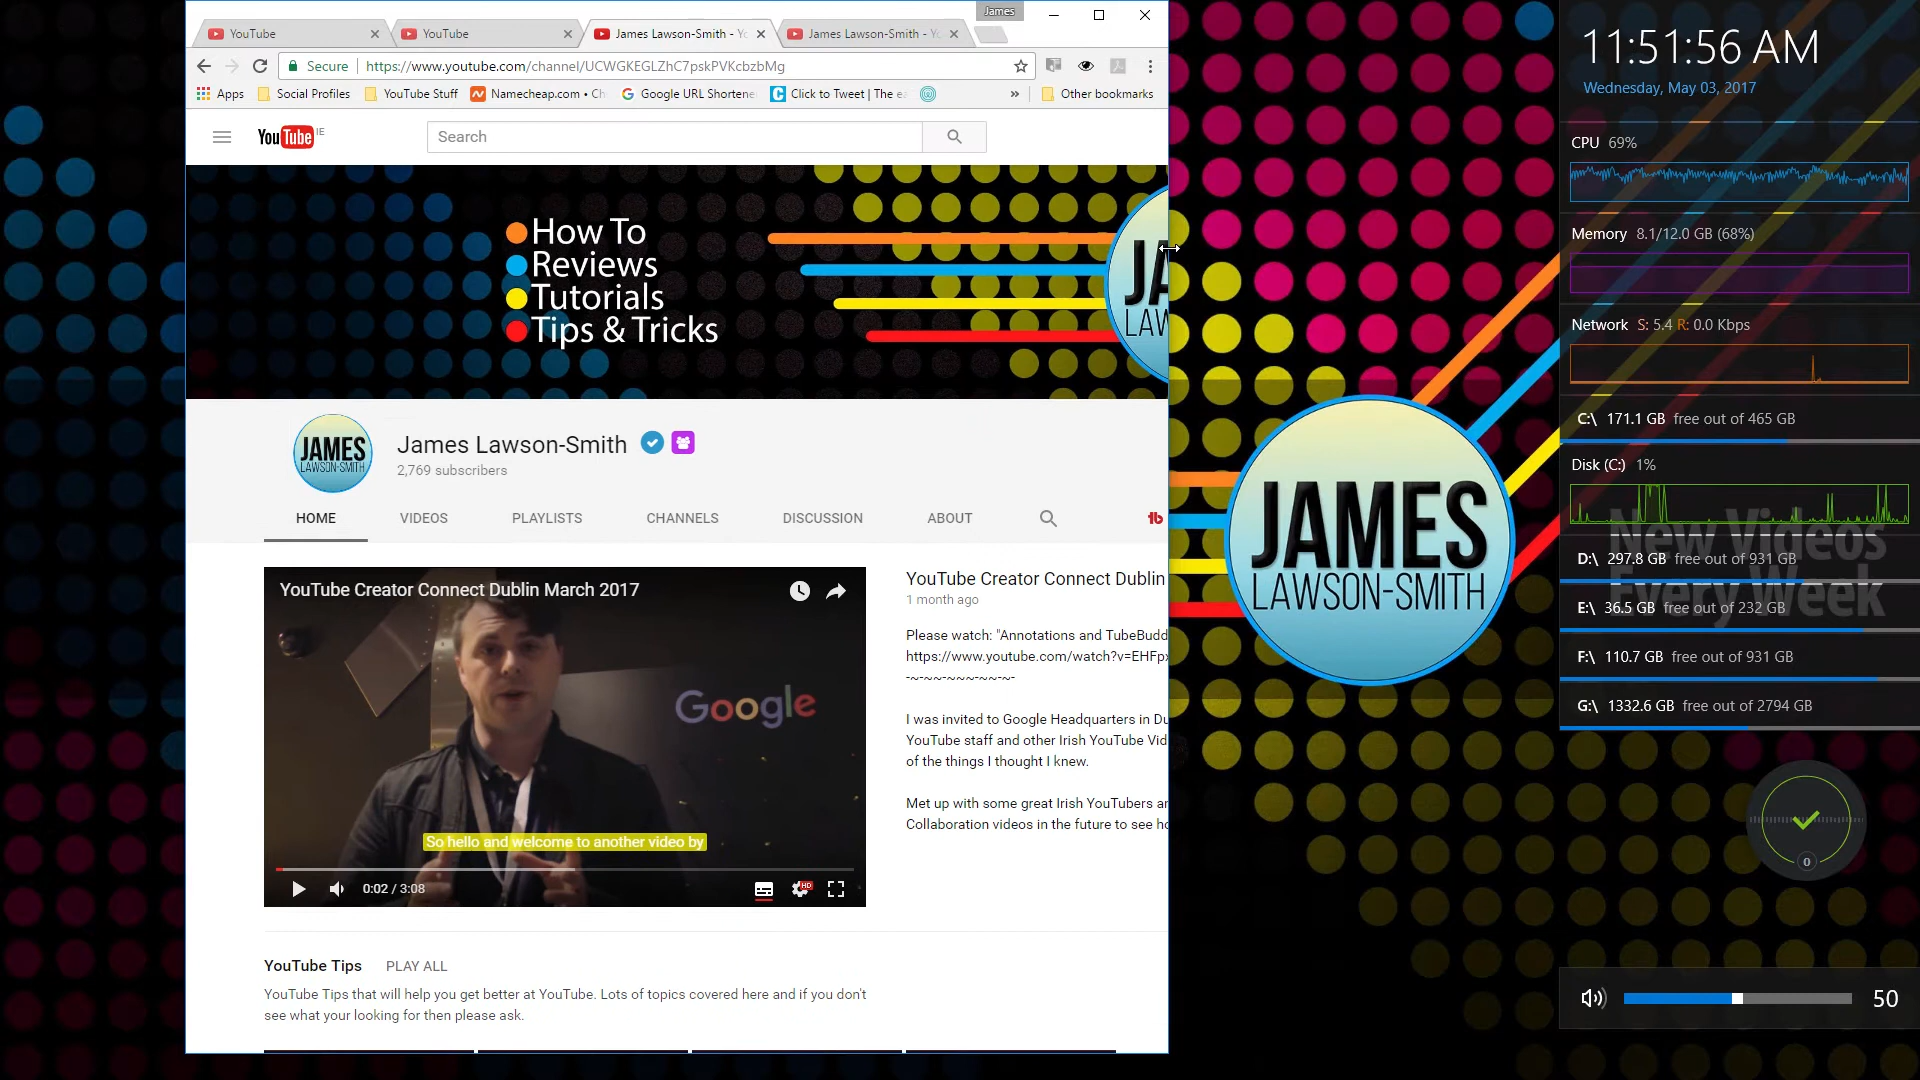 James
YouTube
YouTube
James Lawson-Smith - Yo
James Lawson-Smith - Yo
Secure
https://www.youtube.com/channel/UCWGKEGLZhC7pskPVKcbzbMg
Apps
Social Profiles
YouTube Stuff
Namecheap.com • Ch
Google URL Shortene
Click to Tweet | The ea
»
Other bookmarks
YouTube IE
Search
How To
Reviews
Tutorials
Tips & Tricks
JA
LAW
James Lawson-Smith
2,769 subscribers
JAMES
LAWSON-SMITH
HOME
VIDEOS
PLAYLISTS
CHANNELS
DISCUSSION
ABOUT
tb
YouTube Creator Connect Dublin March 2017
Google
So hello and welcome to another video by
0:02 / 3:08
HD
YouTube Creator Connect Dublin
1 month ago
Please watch: "Annotations and TubeBudd
https://www.youtube.com/watch?v=EHFpx
-~-~~-~~~-~~-~-
I was invited to Google Headquarters in Du
YouTube staff and other Irish YouTube Vid
of the things I thought I knew.
Met up with some great Irish YouTubers an
Collaboration videos in the future to see ho
YouTube Tips PLAY ALL
YouTube Tips that will help you get better at YouTube. Lots of topics covered here and if you don't
see what your looking for then please ask.
JAMES
LAWSON-SMITH
11:51:56 AM
Wednesday, May 03, 2017
CPU 69%
Memory 8.1/12.0 GB (68%)
Network S: 5.4 R: 0.0 Kbps
C:\ 171.1 GB free out of 465 GB
Disk (C:) 1%
New Videos
Every Week
D:\ 297.8 GB free out of 931 GB
E:\ 36.5 GB free out of 232 GB
F:\ 110.7 GB free out of 931 GB
G:\ 1332.6 GB free out of 2794 GB
0
50